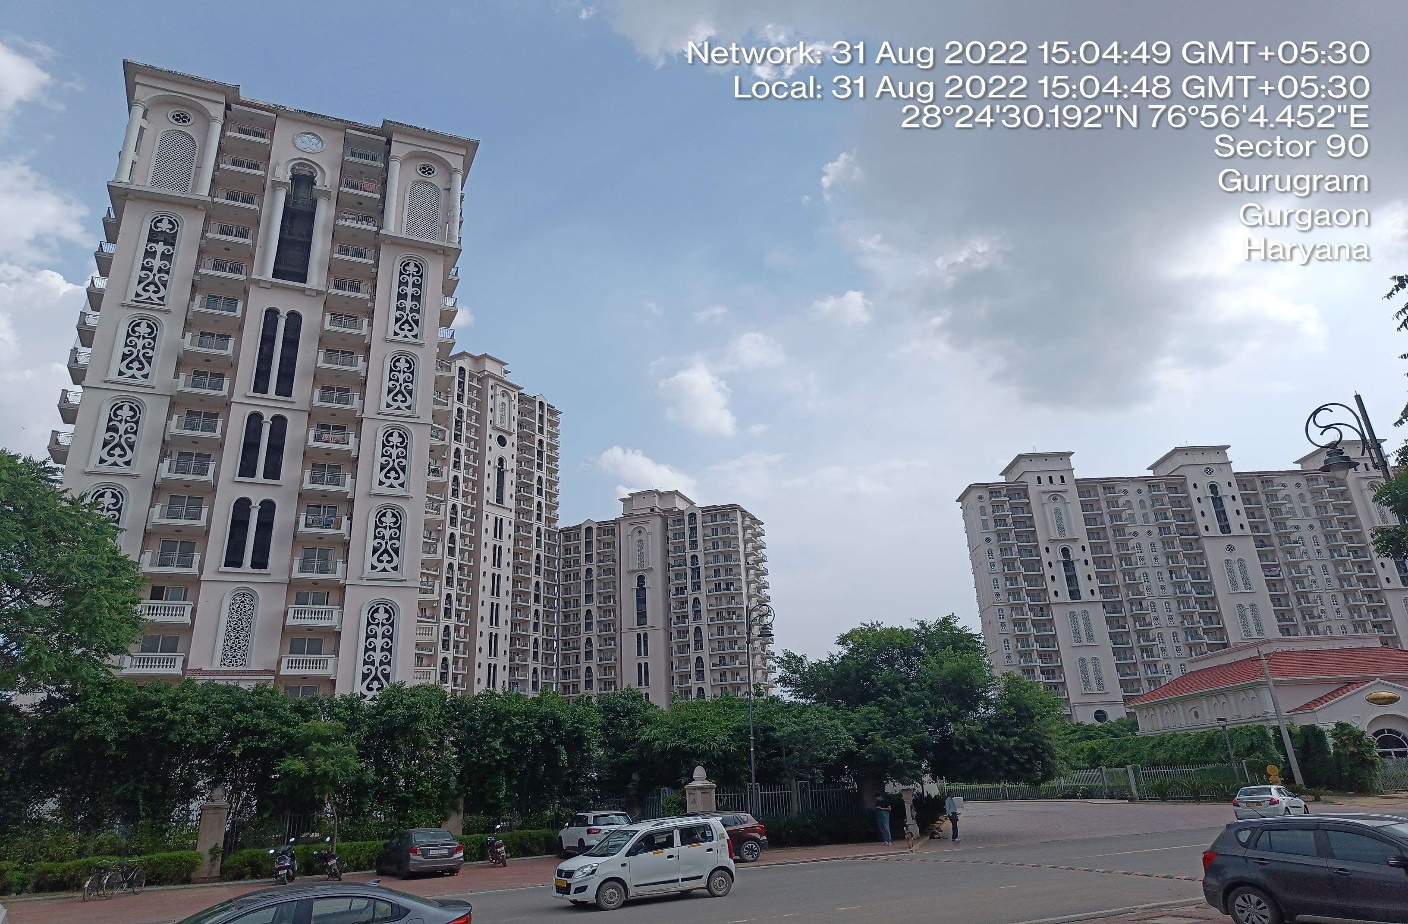 Network: 31 Aug 2022 15:04:49 GMT+05:30
Local: 31 Aug 2022 15:04:48 GMT+05:30
28°24'30.192"N 76°56'4.452"E
Sector 90
Gurugram
Gurgaon
Haryana